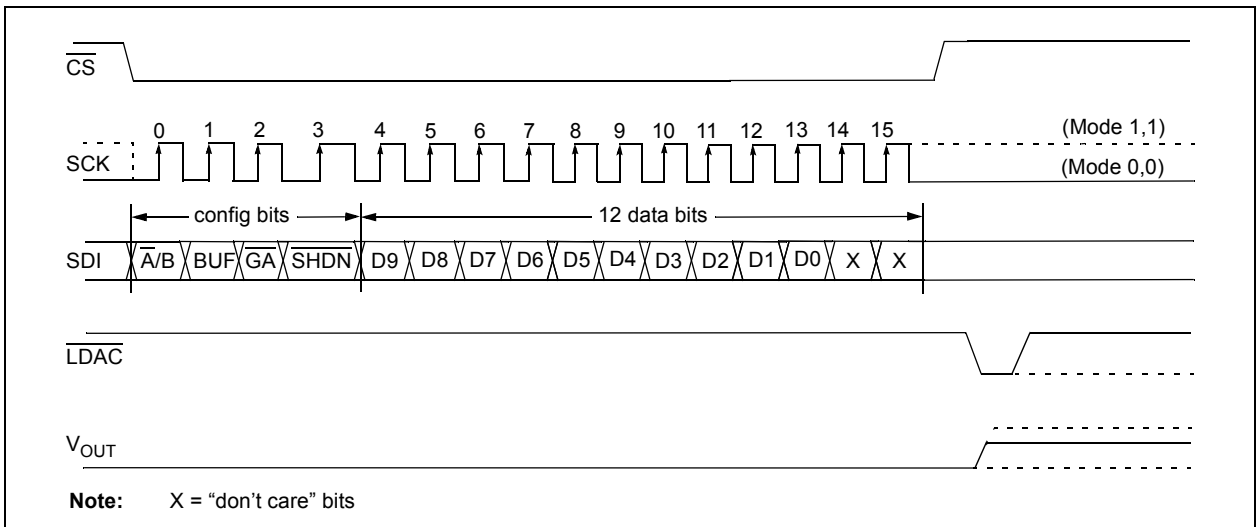 CS
0 1 2 3 4 5 6 7 8 9 10 11 12 13 14 15 (Mode 1,1)
SCK
(Mode 0,0)
config bits 12 data bits
SDI A/B BUF GA SHDN D9 D8 D7 D6 D5 D4 D3 D2 D1 D0 X X
LDAC
VOUT
Note: X = “don’t care” bits